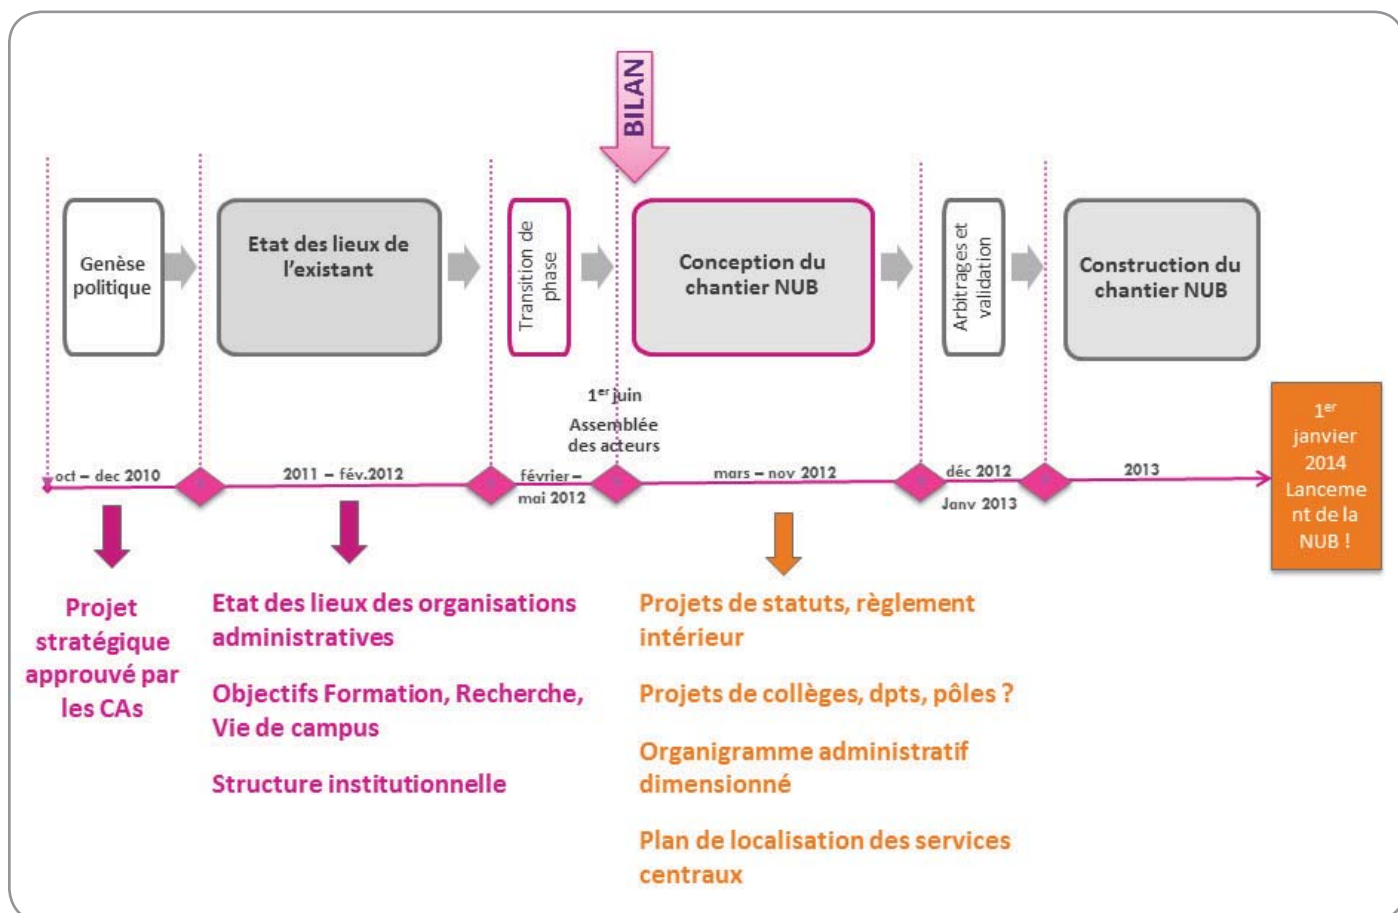 BILAN
Genèse
politique
Etat des lieux de
l'existant
Transition de
phase
Conception du
chantier NUB
Arbitrages et
validation
Construction du
chantier NUB
1er juin
Assemblée
des acteurs
oct – dec 2010
2011 – fév.2012
février –
mai 2012
mars – nov 2012
déc 2012
Janv 2013
2013
1er
janvier
2014
Lanceme
nt de la
NUB !
Projet
stratégique
approuvé par
les CAs
Etat des lieux des organisations
administratives
Objectifs Formation, Recherche,
Vie de campus
Structure institutionnelle
Projets de statuts, règlement
intérieur
Projets de collèges, dpts, pôles ?
Organigramme administratif
dimensionné
Plan de localisation des services
centraux